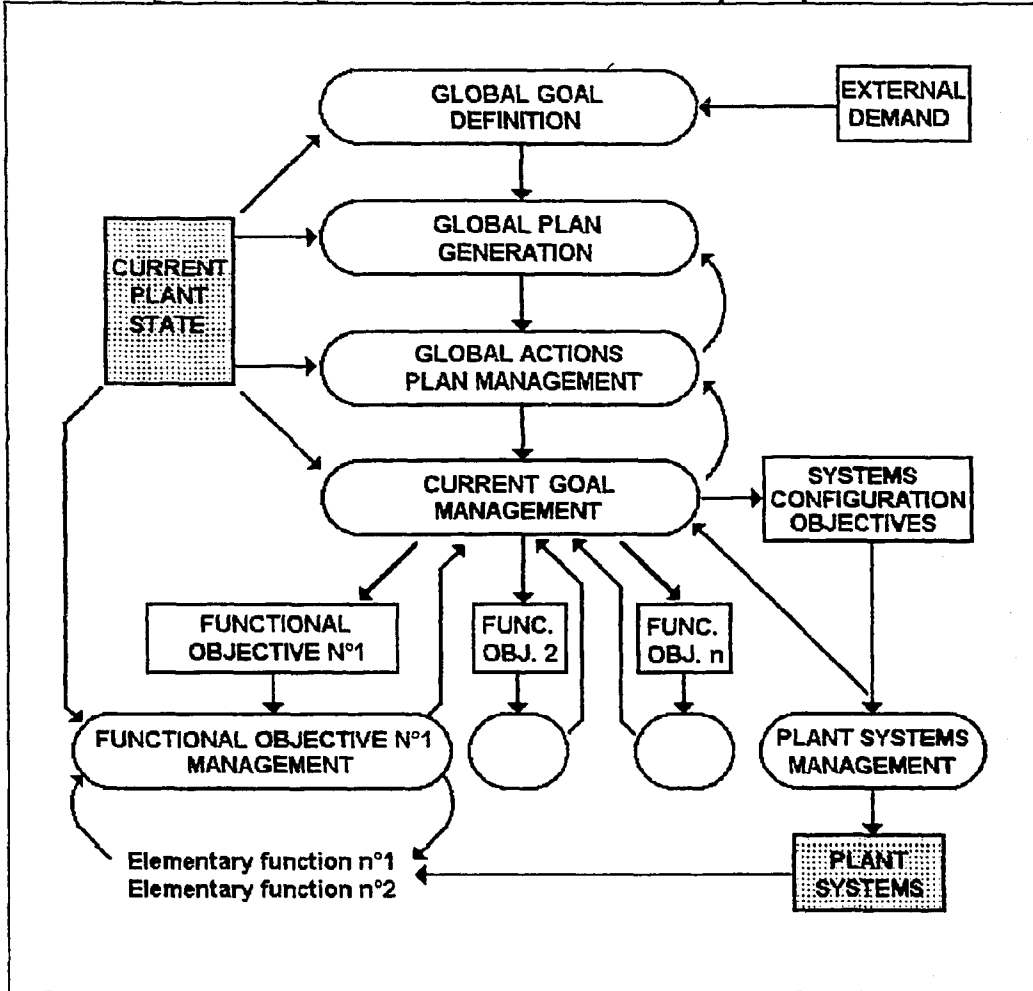 GLOBAL GOAL
DEFINITION
EXTERNAL
DEMAND
GLOBAL PLAN
GENERATION
CURRENT
PLANT
STATE
GLOBAL ACTIONS
PLAN MANAGEMENT
CURRENT GOAL
MANAGEMENT
SYSTEMS
CONFIGURATION
OBJECTIVES
FUNCTIONAL
OBJECTIVE N°1
FUNC.
OBJ. 2
FUNC.
OBJ. n
FUNCTIONAL OBJECTIVE N°1
MANAGEMENT
PLANT SYSTEMS
MANAGEMENT
Elementary function n°1
Elementary function n°2
PLANT
SYSTEMS